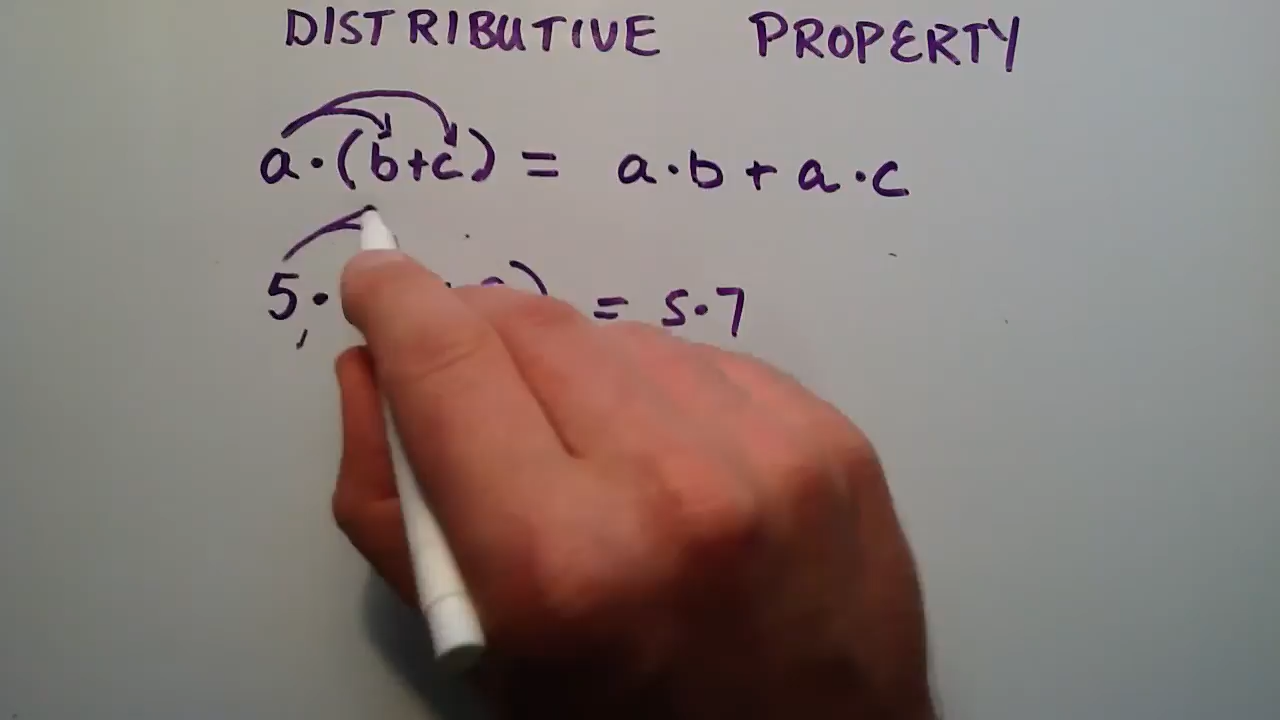 DISTRIBUTIVE PROPERTY
a·(b+c) = a·b + a·c
5· ) = 5·7